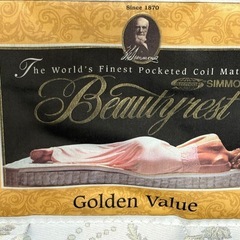 Since 1870
The World's Finest Pocketed Coil Mat
SIMMO
Beautyrest
Golden Value